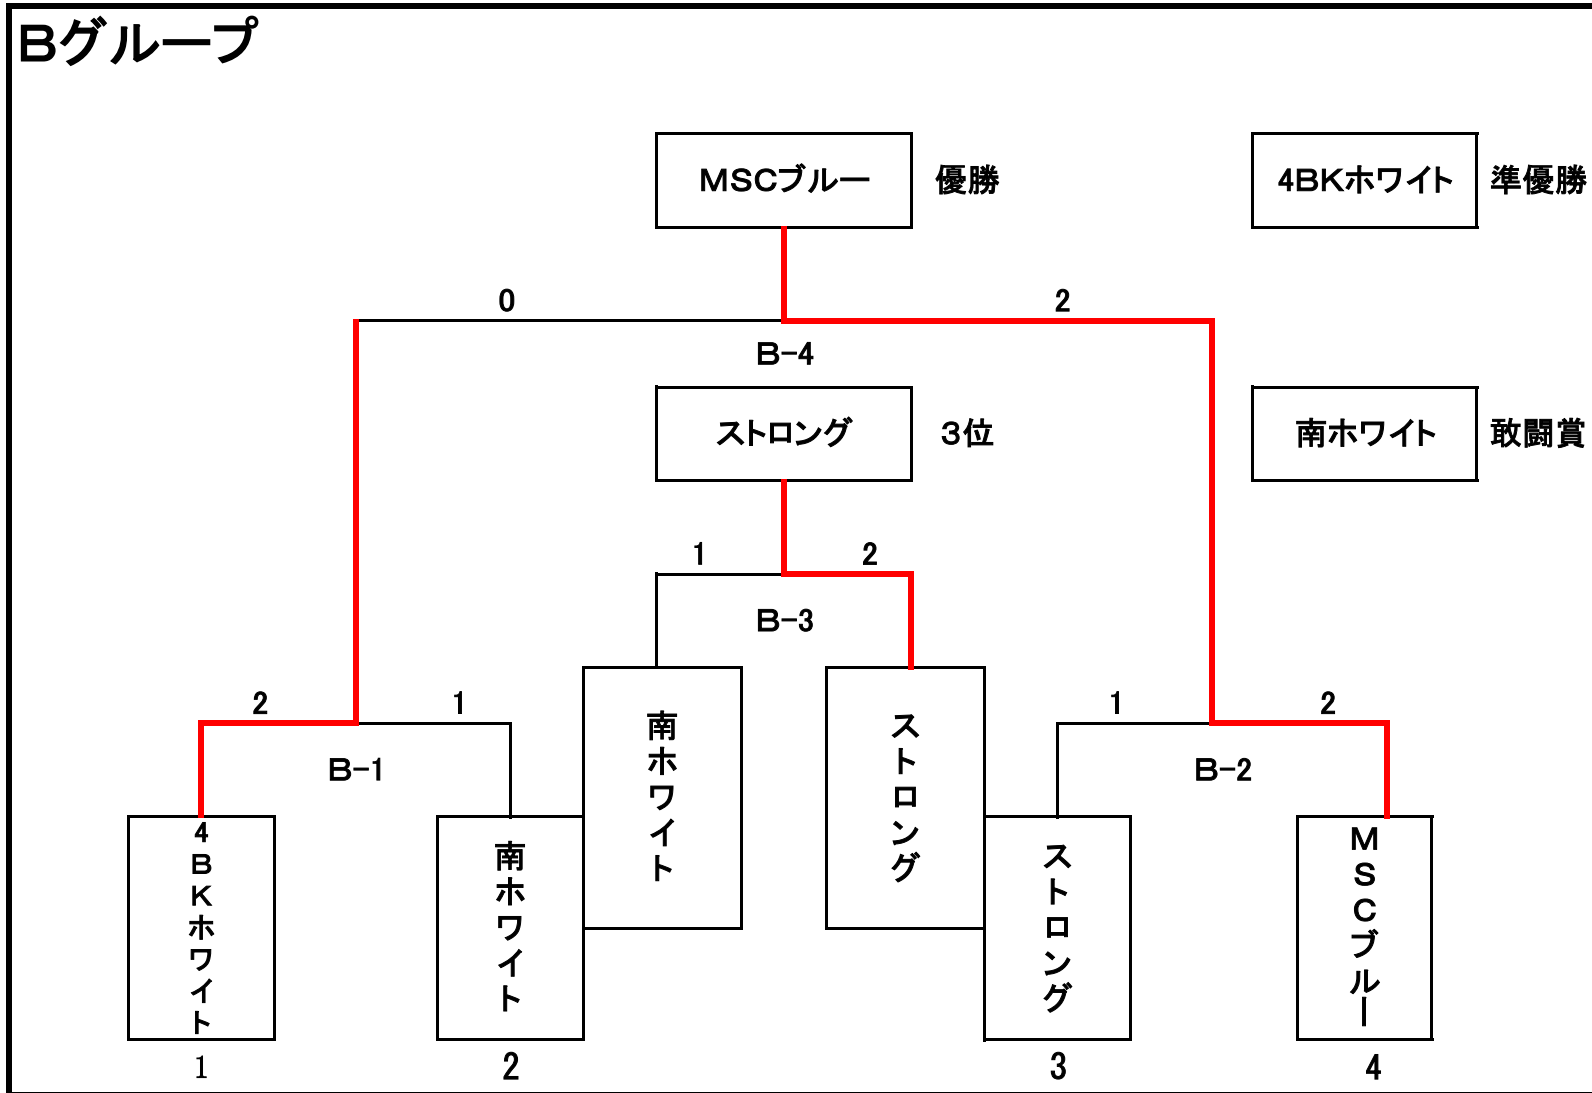 Bグループ
MSCブルー 優勝 4BKホワイト 準優勝
0 2
B-4
ストロング 3位 南ホワイト 敢闘賞
1 2
B-3
2 1 1 2
B-1 B-2
南ホワイト ストロング
4BKホワイト 南ホワイト ストロング MSCブルー
1 2 3 4